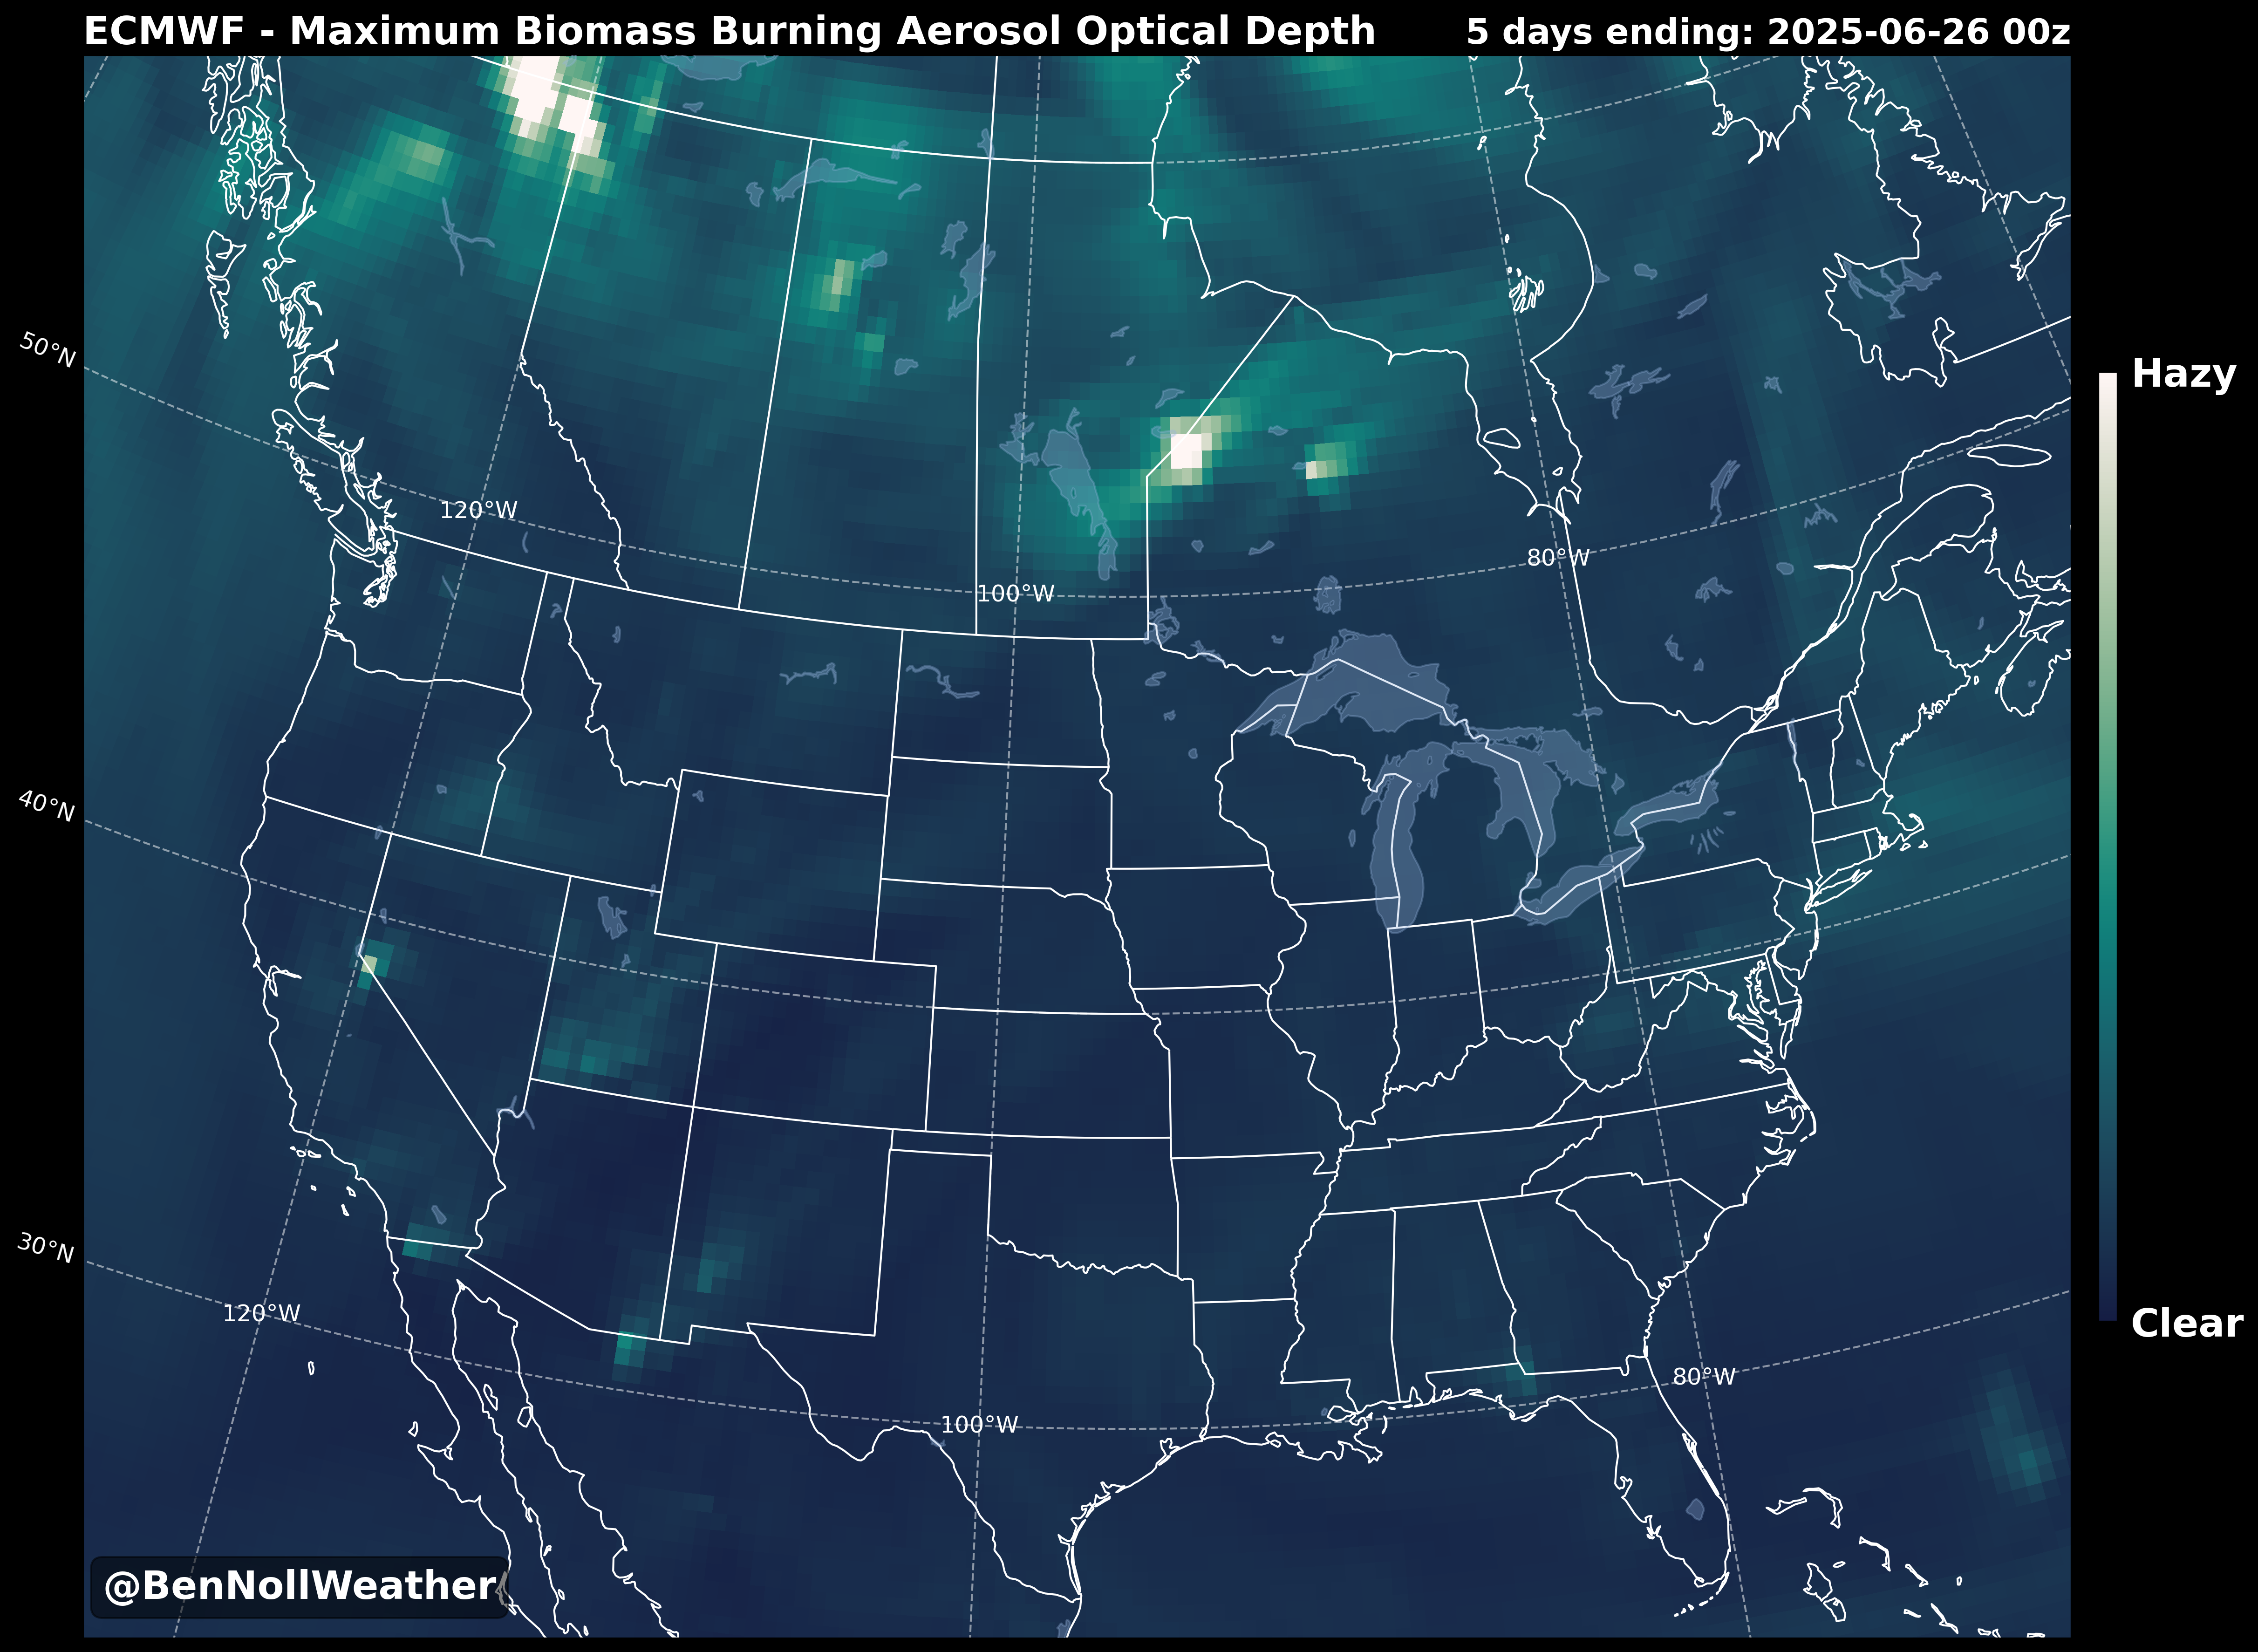 ECMWF - Maximum Biomass Burning Aerosol Optical Depth
5 days ending: 2025-06-26 00z
50°N
Hazy
120°W
80°W
100°W
40°N
30°N
120°W
Clear
80°W
100°W
@BenNollWeather